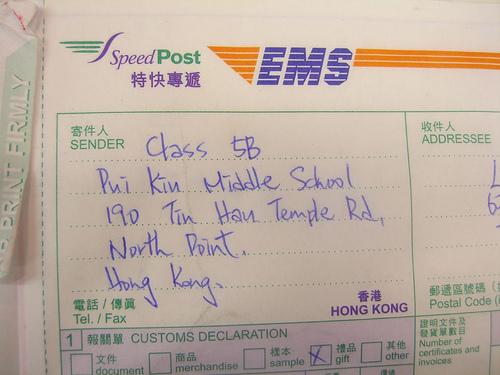 SpeedPost
特快專遞
EMS
PRINT FIRMLY
寄件人
SENDER
Class 5B
Pui Kiu Middle School
190 Tin Hau Temple Rd,
North Point.
Hong Kong.
電話 / 傳真
Tel. / Fax
香港
HONG KONG
收件人
ADDRESSEE
郵遞區號碼
Postal Code
1 報關單 CUSTOMS DECLARATION
文件
document
商品
merchandise
樣本
sample
禮品
gift
其他
other
證明文件及
發貨單數目
Number of
certificates and
invoices